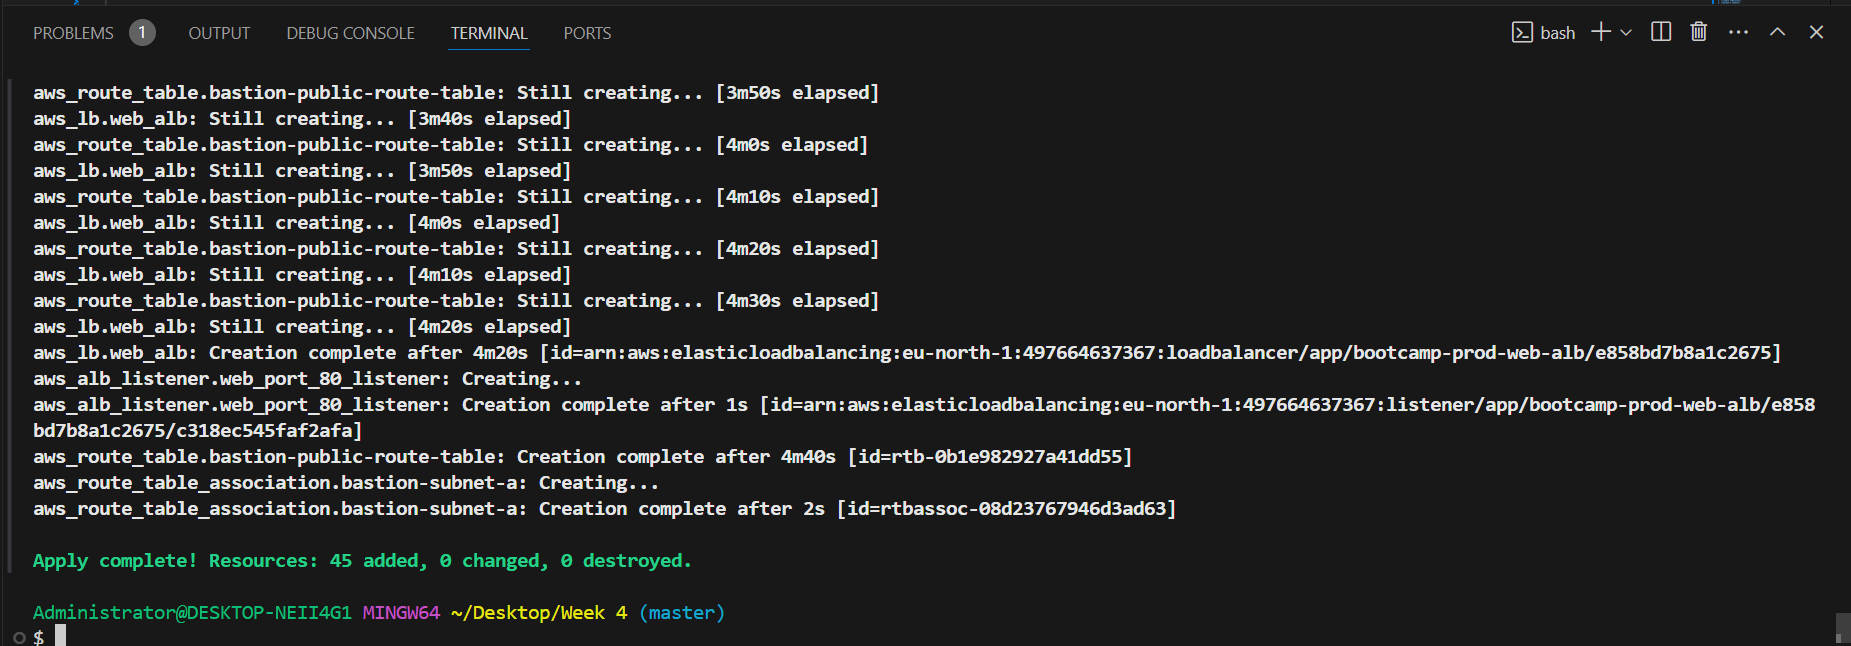 PROBLEMS 1 OUTPUT DEBUG CONSOLE TERMINAL PORTS bash
aws_route_table.bastion-public-route-table: Still creating... [3m50s elapsed]
aws_lb.web_alb: Still creating... [3m40s elapsed]
aws_route_table.bastion-public-route-table: Still creating... [4m0s elapsed]
aws_lb.web_alb: Still creating... [3m50s elapsed]
aws_route_table.bastion-public-route-table: Still creating... [4m10s elapsed]
aws_lb.web_alb: Still creating... [4m0s elapsed]
aws_route_table.bastion-public-route-table: Still creating... [4m20s elapsed]
aws_lb.web_alb: Still creating... [4m10s elapsed]
aws_route_table.bastion-public-route-table: Still creating... [4m30s elapsed]
aws_lb.web_alb: Still creating... [4m20s elapsed]
aws_lb.web_alb: Creation complete after 4m20s [id=arn:aws:elasticloadbalancing:eu-north-1:497664637367:loadbalancer/app/bootcamp-prod-web-alb/e858bd7b8a1c2675]
aws_alb_listener.web_port_80_listener: Creating...
aws_alb_listener.web_port_80_listener: Creation complete after 1s [id=arn:aws:elasticloadbalancing:eu-north-1:497664637367:listener/app/bootcamp-prod-web-alb/e858
bd7b8a1c2675/c318ec545faf2afa]
aws_route_table.bastion-public-route-table: Creation complete after 4m40s [id=rtb-0b1e982927a41dd55]
aws_route_table_association.bastion-subnet-a: Creating...
aws_route_table_association.bastion-subnet-a: Creation complete after 2s [id=rtbassoc-08d23767946d3ad63]
Apply complete! Resources: 45 added, 0 changed, 0 destroyed.
Administrator@DESKTOP-NEII4G1 MINGW64 ~/Desktop/Week 4 (master)
$